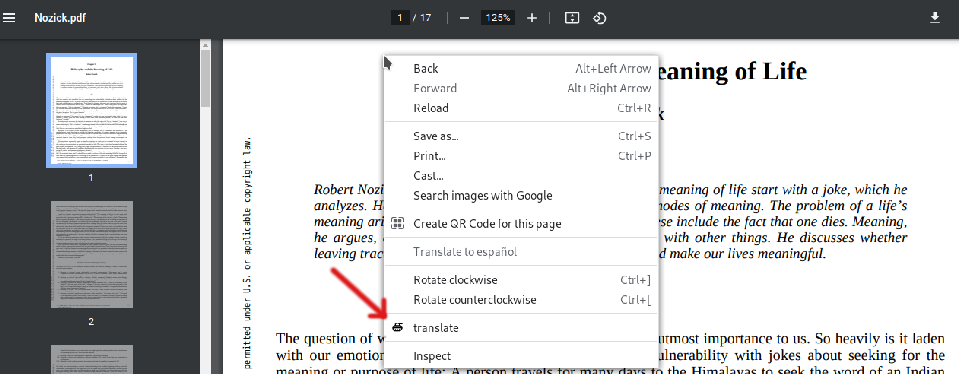 Nozick.pdf
1 / 17
125%
1
2
permitted under U.S. or applicable copyright law.
eaning of Life
k
Robert Nozi meaning of life start with a joke, which he
analyzes. H nodes of meaning. The problem of a life's
meaning ari se include the fact that one dies. Meaning,
he argues, with other things. He discusses whether
leaving trac d make our lives meaningful.
The question of w utmost importance to us. So heavily is it laden
with our emotion ulnerability with jokes about seeking for the
meaning or purpose of life: A person travels for many days to the Himalayas to seek the word of an Indian
Back Alt+Left Arrow
Forward Alt+Right Arrow
Reload Ctrl+R
Save as... Ctrl+S
Print... Ctrl+P
Cast...
Search images with Google
Create QR Code for this page
Translate to español
Rotate clockwise Ctrl+]
Rotate counterclockwise Ctrl+[
translate
Inspect